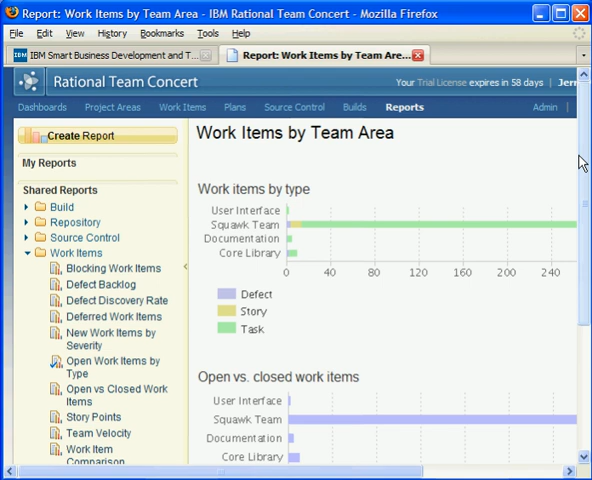 Report: Work Items by Team Area - IBM Rational Team Concert - Mozilla Firefox
File Edit View History Bookmarks Tools Help
IBM IBM Smart Business Development and T... Report: Work Items by Team Are...
Rational Team Concert Your Trial License expires in 58 days | Jerr
Dashboards Project Areas Work Items Plans Source Control Builds Reports Admin |
Create Report
My Reports
Shared Reports
Build
Repository
Source Control
Work Items
Blocking Work Items
Defect Backlog
Defect Discovery Rate
Deferred Work Items
New Work Items by
Severity
Open Work Items by
Type
Open vs Closed Work
Items
Story Points
Team Velocity
Work Item
Comparison
Work Items by Team Area
Work items by type
User Interface
Squawk Team
Documentation
Core Library
0 40 80 120 160 200 240
Defect
Story
Task
Open vs. closed work items
User Interface
Squawk Team
Documentation
Core Library